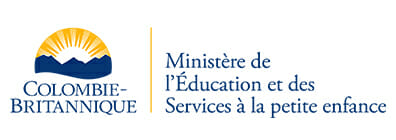 COLOMBIE-
BRITANNIQUE
Ministère de
l'Éducation et des
Services à la petite enfance